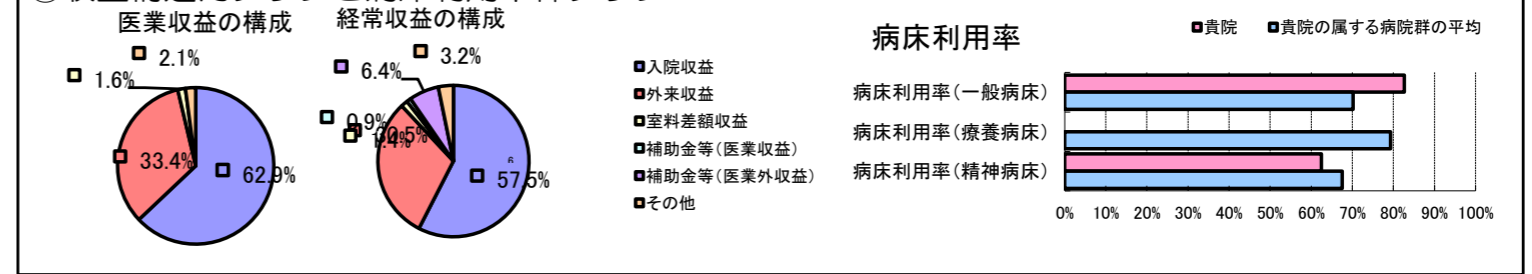 医業収益の構成
2.1%
1.6%
33.4%
62.9%
経常収益の構成
3.2%
6.4%
0.9%
30.5%
1.4%
57.5%
入院収益
外来収益
室料差額収益
補助金等(医業収益)
補助金等(医業外収益)
その他
病床利用率
貴院 貴院の属する病院群の平均
病床利用率(一般病床)
病床利用率(療養病床)
病床利用率(精神病床)
0% 10% 20% 30% 40% 50% 60% 70% 80% 90% 100%